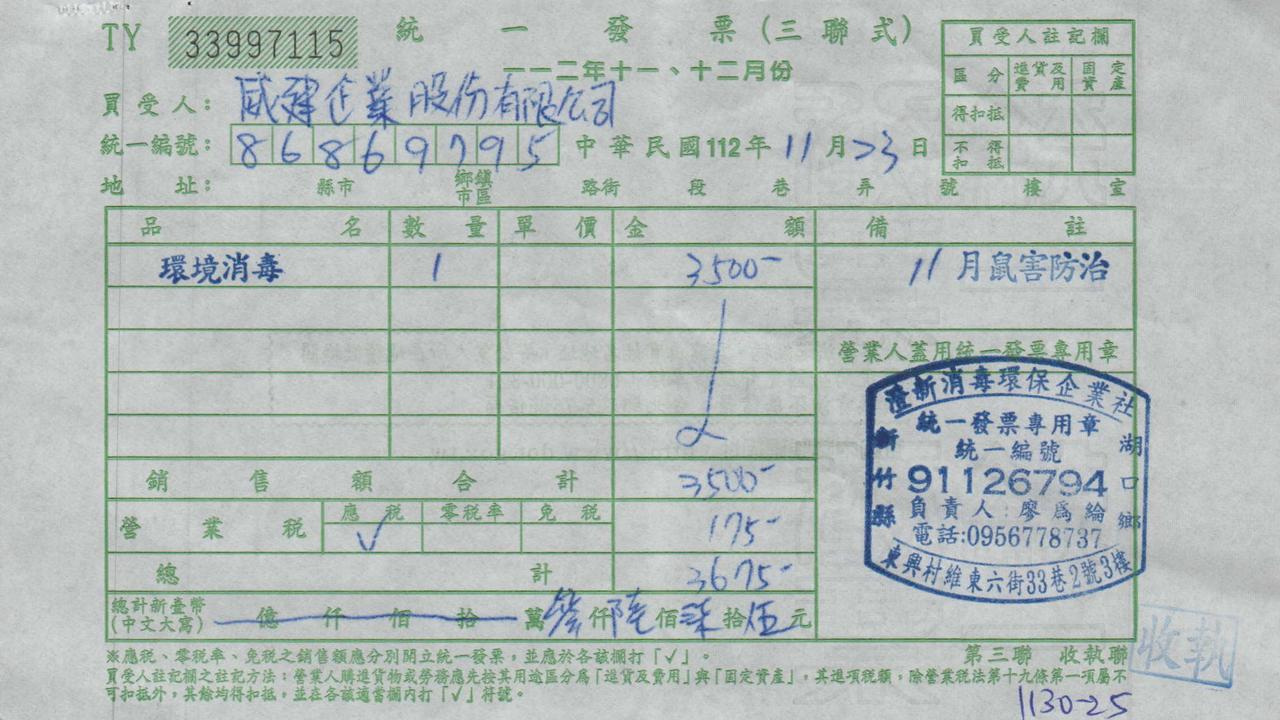 TY 33997115 統一發票(三聯式)
一一二年十一、十二月份
買受人註記欄
區分 進貨及費用 固定資產
得扣抵
不得扣抵
買受人: 威建企業股份有限公司
統一編號: 86869795 中華民國112年11月23日
地址: 縣市 鄉鎮市區 路街 段 巷 弄 號 樓 室
品名 數量 單價 金額 備註
環境消毒 1 3500- 11月鼠害防治
營業人蓋用統一發票專用章
澄新消毒環保企業社
統一發票專用章
統一編號
91126794
負責人:廖爲綸
電話:0956778737
新竹縣 湖口鄉
東興村維東六街33巷2號3樓
銷售額合計 3500-
營業稅 應稅 零稅率 免稅 175-
√
總計 3675-
總計新臺幣(中文大寫) 億仟佰拾萬參仟陸佰柒拾伍元
※應稅、零稅率、免稅之銷售額應分別開立統一發票,並應於各該欄打「√」。
第三聯 收執聯
收執
買受人註記欄之註記方法:營業人購進貨物或勞務應先按其用途區分爲「進貨及費用」與「固定資產」,其進項稅額,除營業稅法第十九條第一項屬不
可扣抵外,其餘均得扣抵,並在各該適當欄內打「√」符號。
1130-25